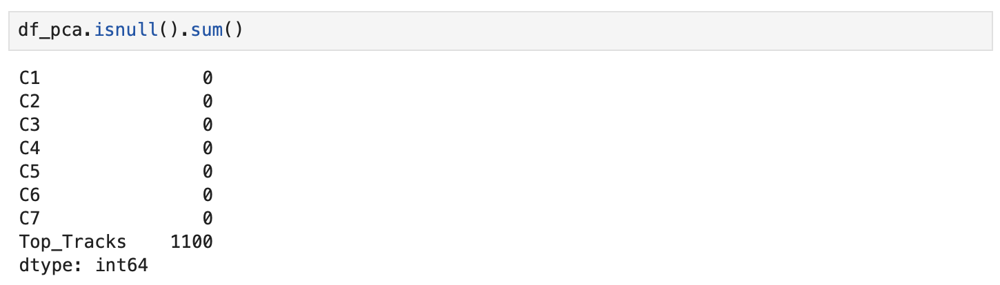 df_pca.isnull().sum()
C1 0
C2 0
C3 0
C4 0
C5 0
C6 0
C7 0
Top_Tracks 1100
dtype: int64